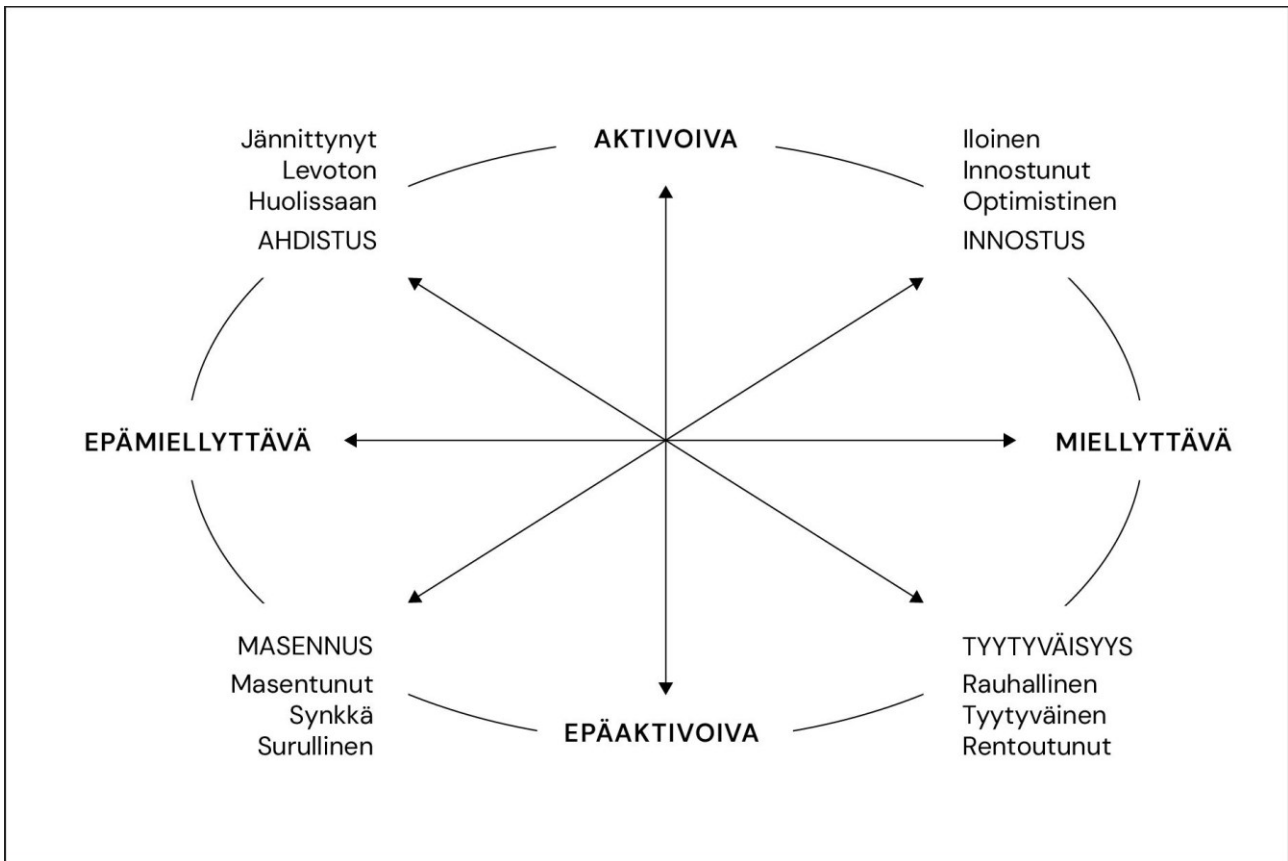 Jännittynyt
Levoton
Huolissaan
AHDISTUS
AKTIVOIVA
Iloinen
Innostunut
Optimistinen
INNOSTUS
EPÄMIELLYTTÄVÄ
MIELLYTTÄVÄ
MASENNUS
Masentunut
Synkkä
Surullinen
EPÄAKTIVOIVA
TYYTYVÄISYYS
Rauhallinen
Tyytyväinen
Rentoutunut